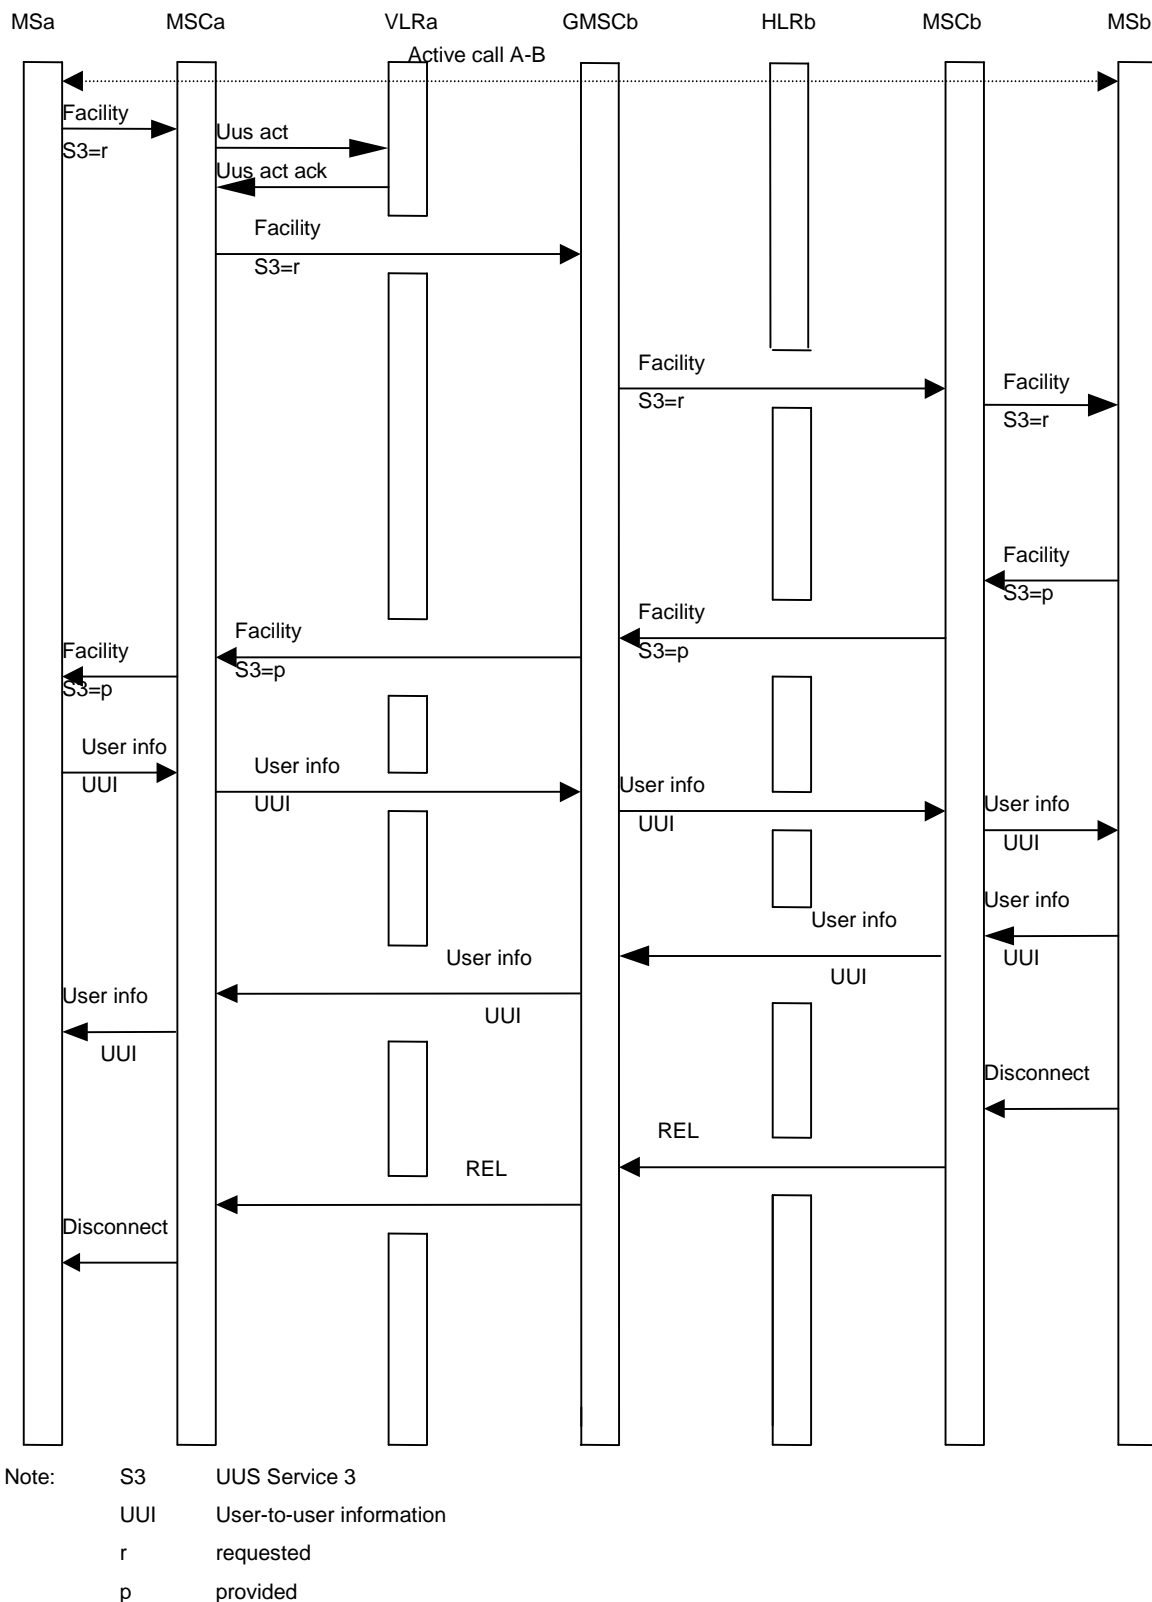 MSa MSCa VLRa GMSCb HLRb MSCb MSb
Active call A-B
Facility
S3=r
Uus act
Uus act ack
Facility
S3=r
Facility
S3=r
Facility
S3=r
Facility
S3=p
Facility
S3=p
Facility
S3=p
Facility
S3=p
User info
UUI
User info
UUI
User info
UUI
User info
UUI
User info
UUI
User info
UUI
User info
UUI
User info
UUI
Disconnect
REL
REL
Disconnect
Note: S3 UUS Service 3
UUI User-to-user information
r requested
p provided